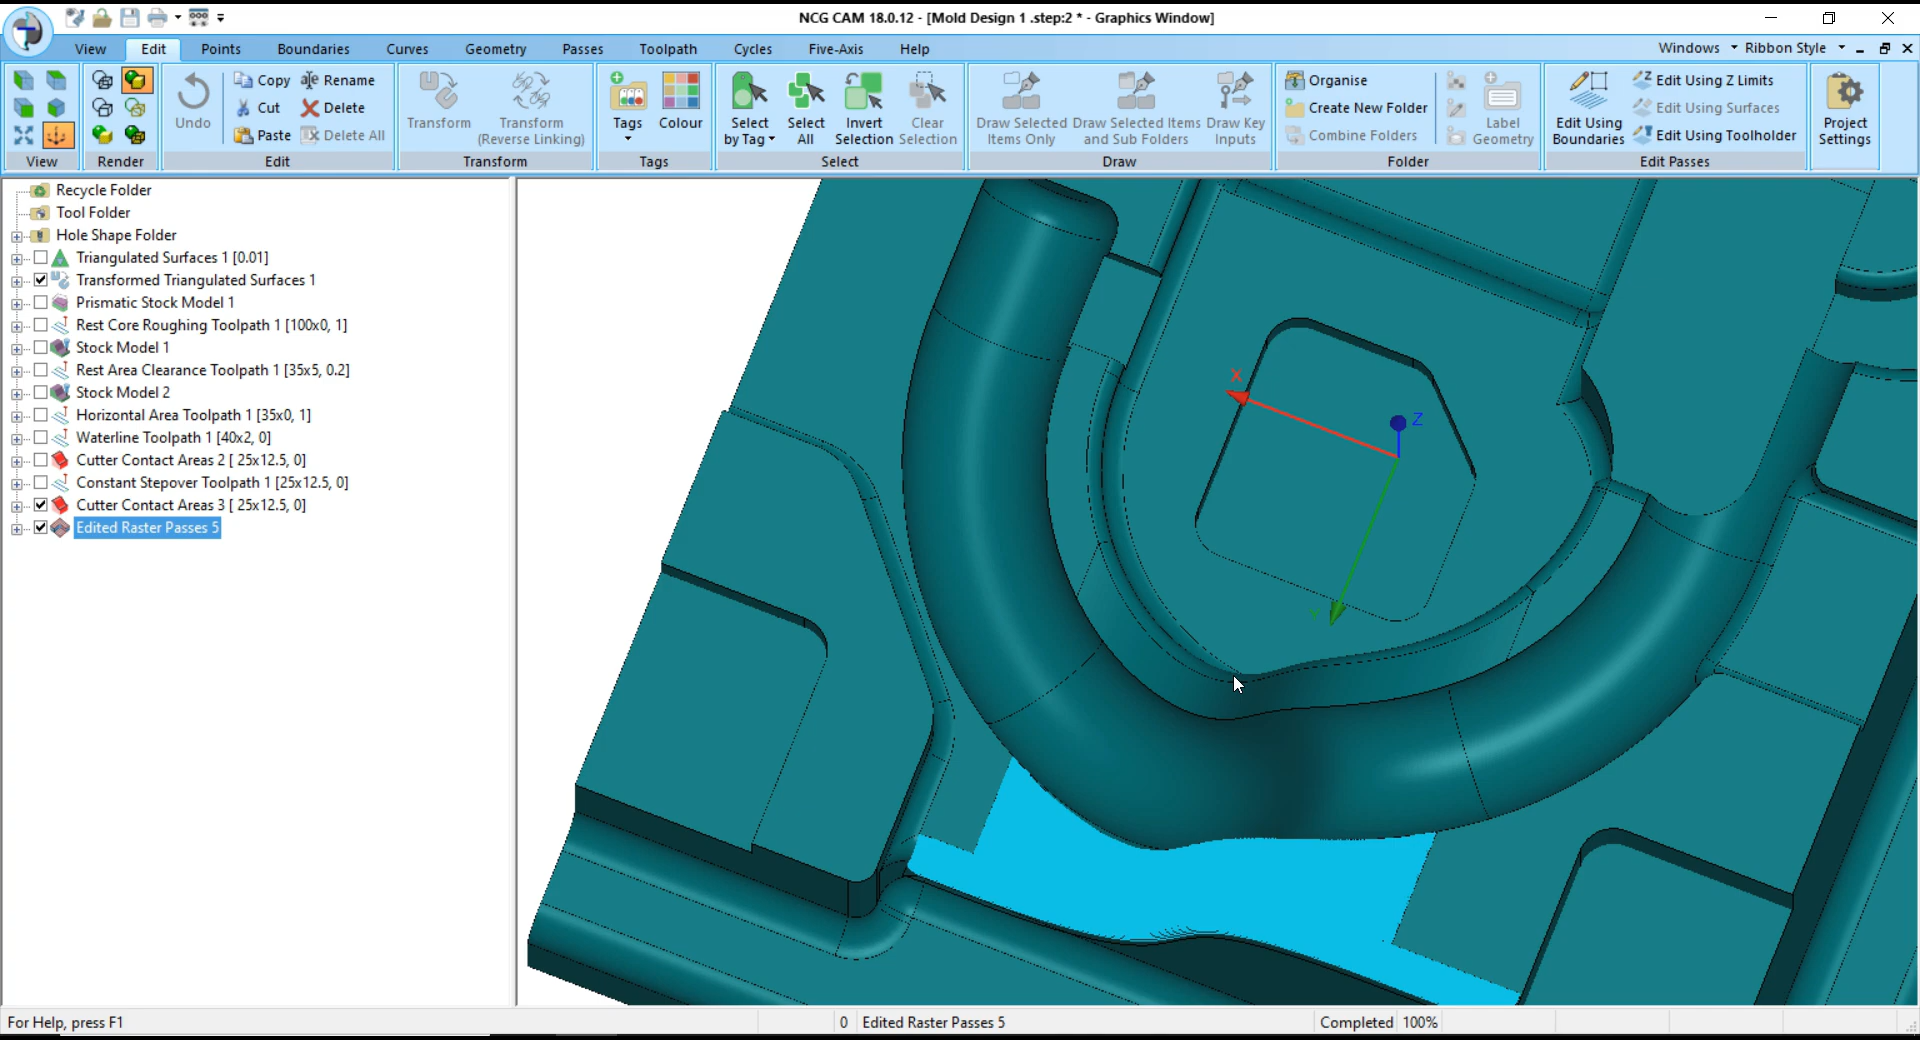 NCG CAM 18.0.12 - [Mold Design 1 .step:2 * - Graphics Window]
View Edit Points Boundaries Curves Geometry Passes Toolpath Cycles Five-Axis Help
Windows Ribbon Style
Undo
Copy
Cut
Paste
Rename
Delete
Delete All
Transform
Transform
(Reverse Linking)
Tags
Colour
Select
by Tag
Select
All
Invert
Selection
Clear
Selection
Draw Selected
Items Only
Draw Selected Items
and Sub Folders
Draw Key
Inputs
Organise
Create New Folder
Combine Folders
Label
Geometry
Edit Using
Boundaries
Edit Using Z Limits
Edit Using Surfaces
Edit Using Toolholder
Project
Settings
View Render Edit Transform Tags Select Draw Folder Edit Passes
Recycle Folder
Tool Folder
Hole Shape Folder
Triangulated Surfaces 1 [0.01]
Transformed Triangulated Surfaces 1
Prismatic Stock Model 1
Rest Core Roughing Toolpath 1 [100x0, 1]
Stock Model 1
Rest Area Clearance Toolpath 1 [35x5, 0.2]
Stock Model 2
Horizontal Area Toolpath 1 [35x0, 1]
Waterline Toolpath 1 [40x2, 0]
Cutter Contact Areas 2 [ 25x12.5, 0]
Constant Stepover Toolpath 1 [25x12.5, 0]
Cutter Contact Areas 3 [ 25x12.5, 0]
Edited Raster Passes 5
X
Z
Y
For Help, press F1
0 Edited Raster Passes 5
Completed 100%